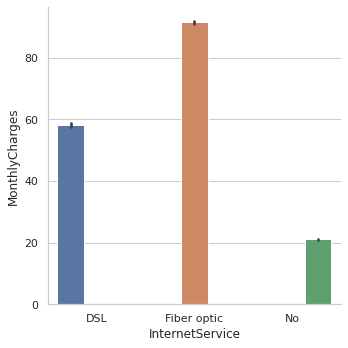 80
60
40
20
0
MonthlyCharges
DSL
Fiber optic
No
InternetService